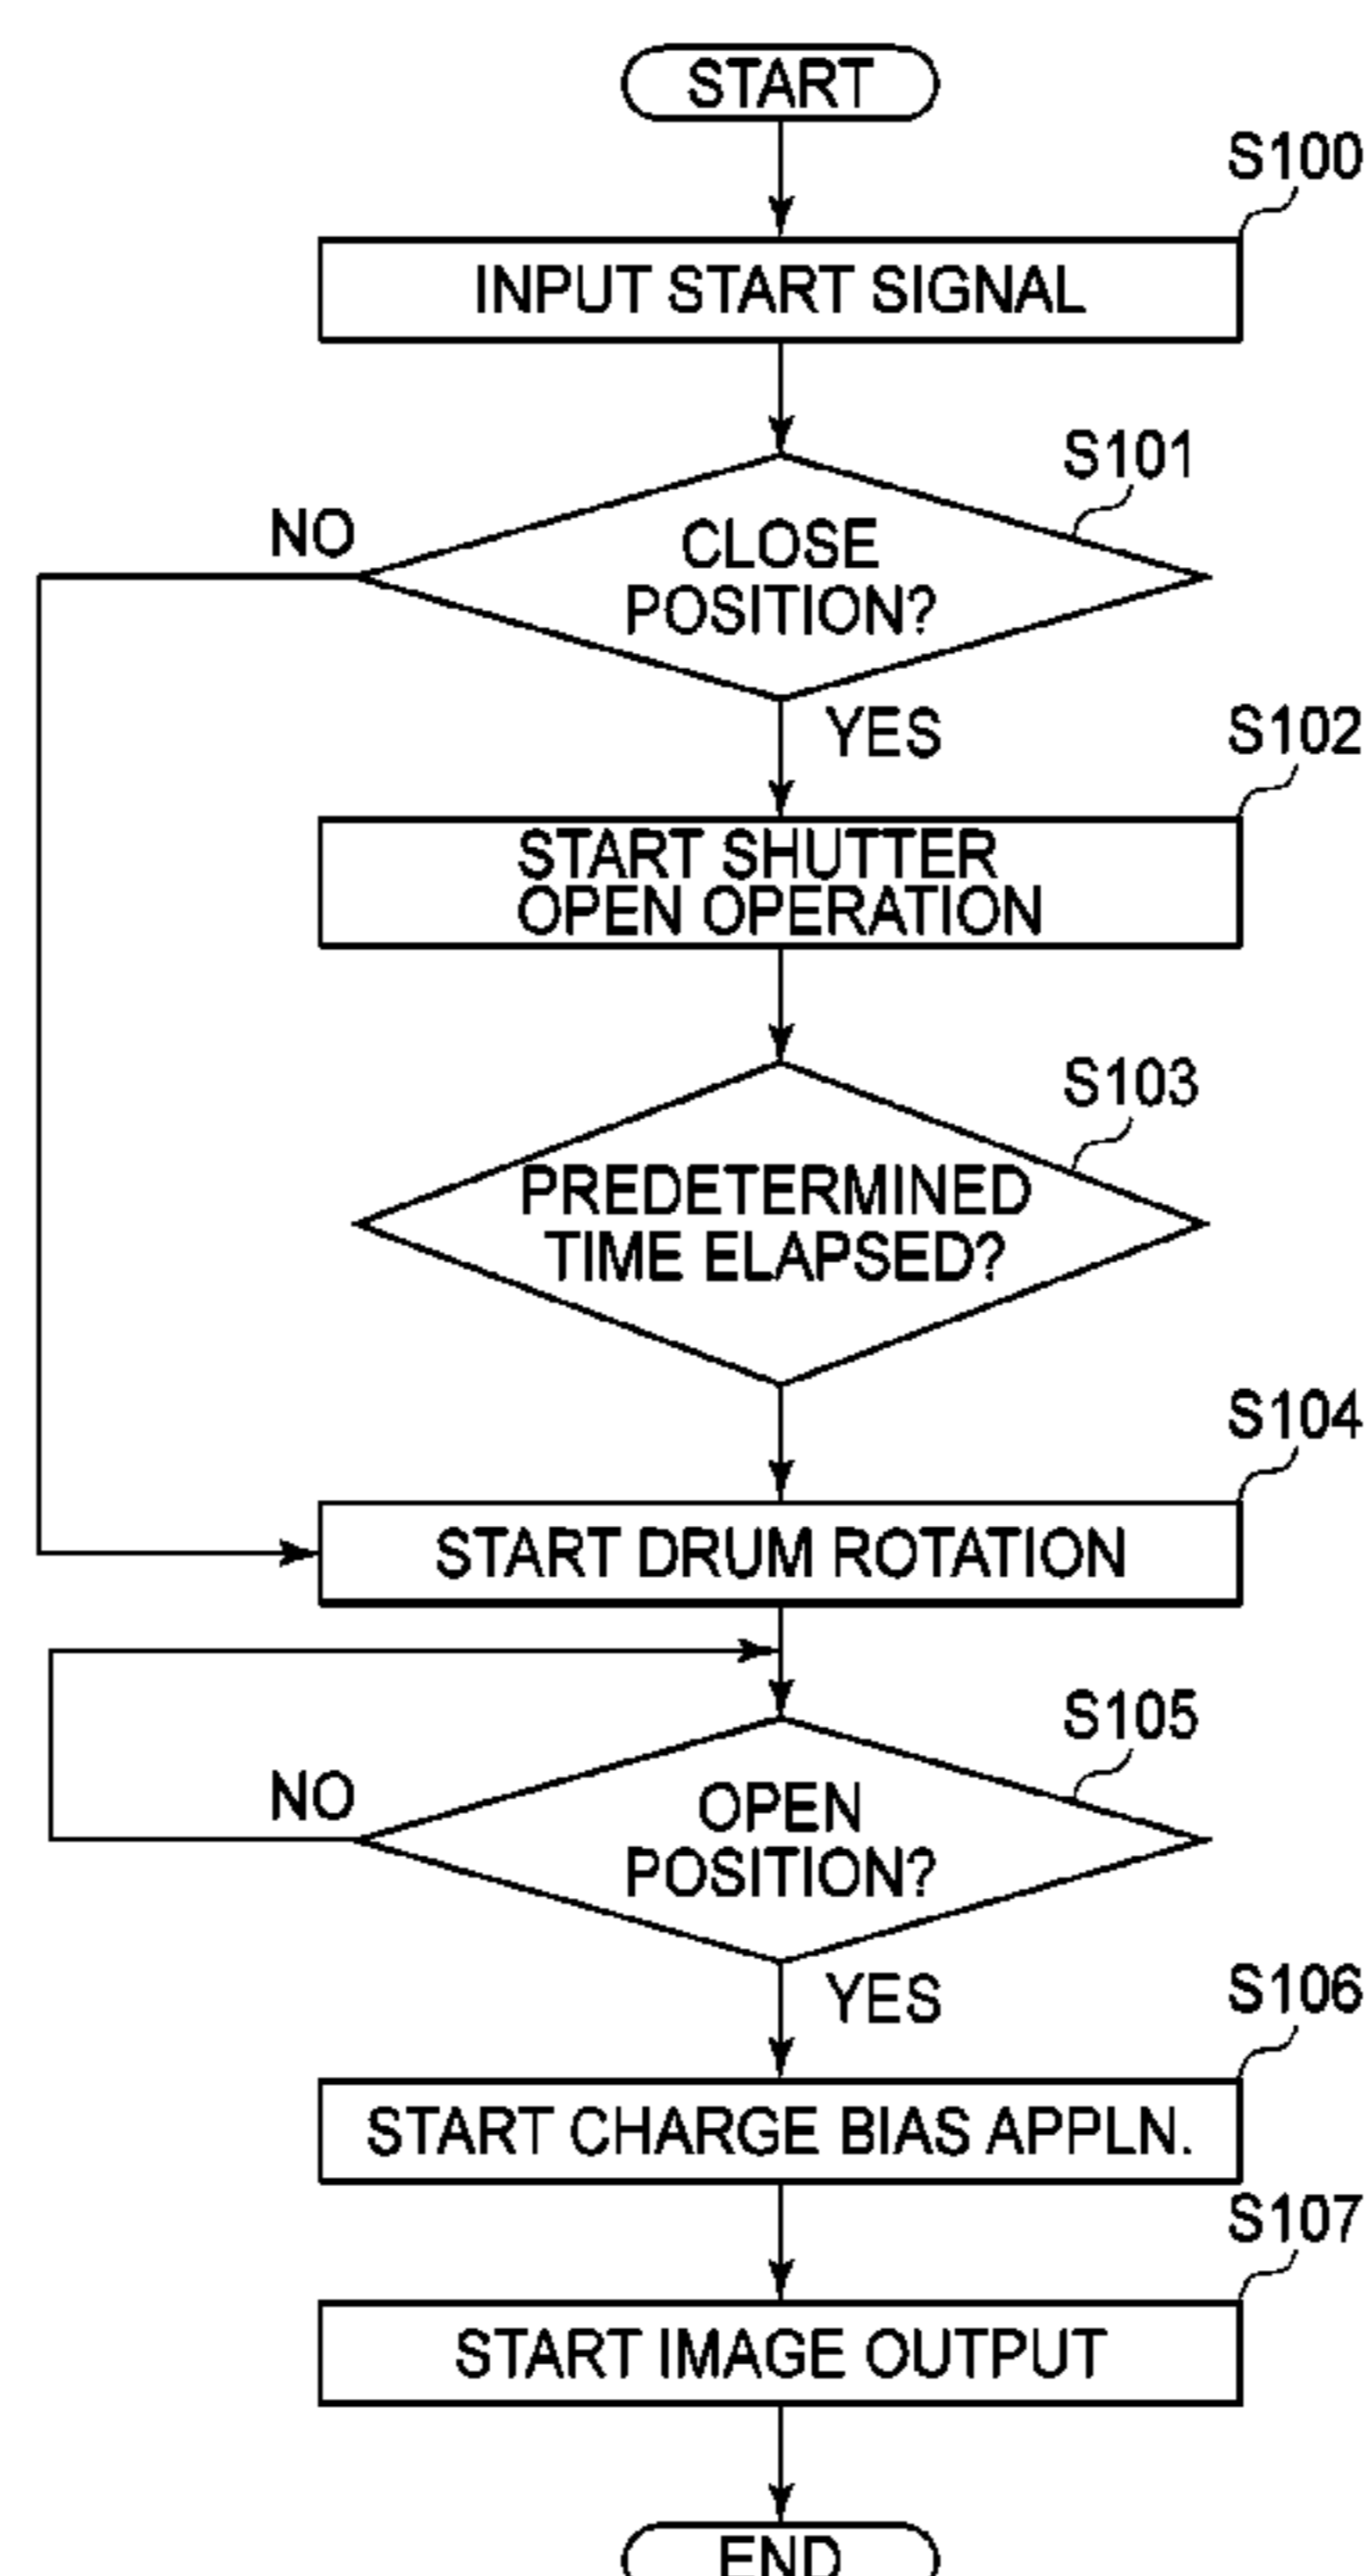 START
S100
INPUT START SIGNAL
S101
NO
CLOSE
POSITION?
YES
S102
START SHUTTER
OPEN OPERATION
S103
PREDETERMINED
TIME ELAPSED?
S104
START DRUM ROTATION
S105
NO
OPEN
POSITION?
YES
S106
START CHARGE BIAS APPLN.
S107
START IMAGE OUTPUT
END